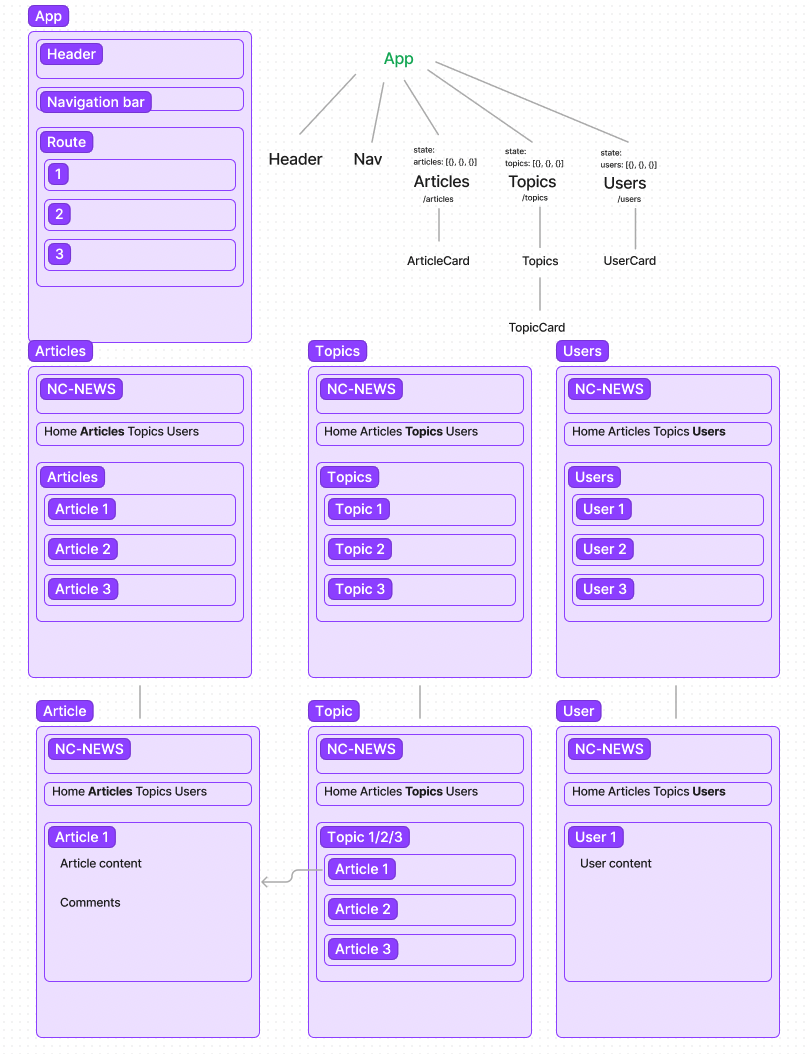 App
Header
Navigation bar
Route
1
2
3
App
Header
Nav
state:
articles: [{}, {}, {}]
Articles
/articles
ArticleCard
state:
topics: [{}, {}, {}]
Topics
/topics
Topics
TopicCard
state:
users: [{}, {}, {}]
Users
/users
UserCard
Articles
NC-NEWS
Home Articles Topics Users
Articles
Article 1
Article 2
Article 3
Topics
NC-NEWS
Home Articles Topics Users
Topics
Topic 1
Topic 2
Topic 3
Users
NC-NEWS
Home Articles Topics Users
Users
User 1
User 2
User 3
Article
NC-NEWS
Home Articles Topics Users
Article 1
Article content
Comments
Topic
NC-NEWS
Home Articles Topics Users
Topic 1/2/3
Article 1
Article 2
Article 3
User
NC-NEWS
Home Articles Topics Users
User 1
User content